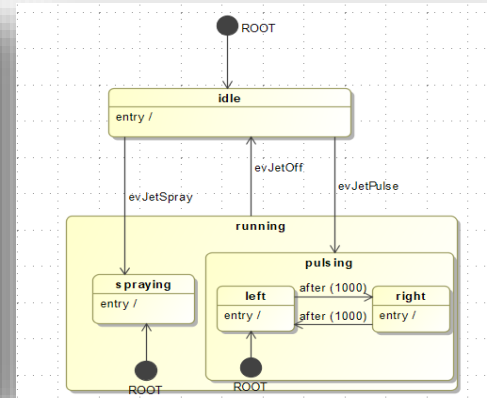 ROOT
idle
entry /
evJetOff
evJetPulse
evJetSpray
running
pulsing
spraying
entry /
left
after (1000)
right
entry /
after (1000)
entry /
ROOT
ROOT